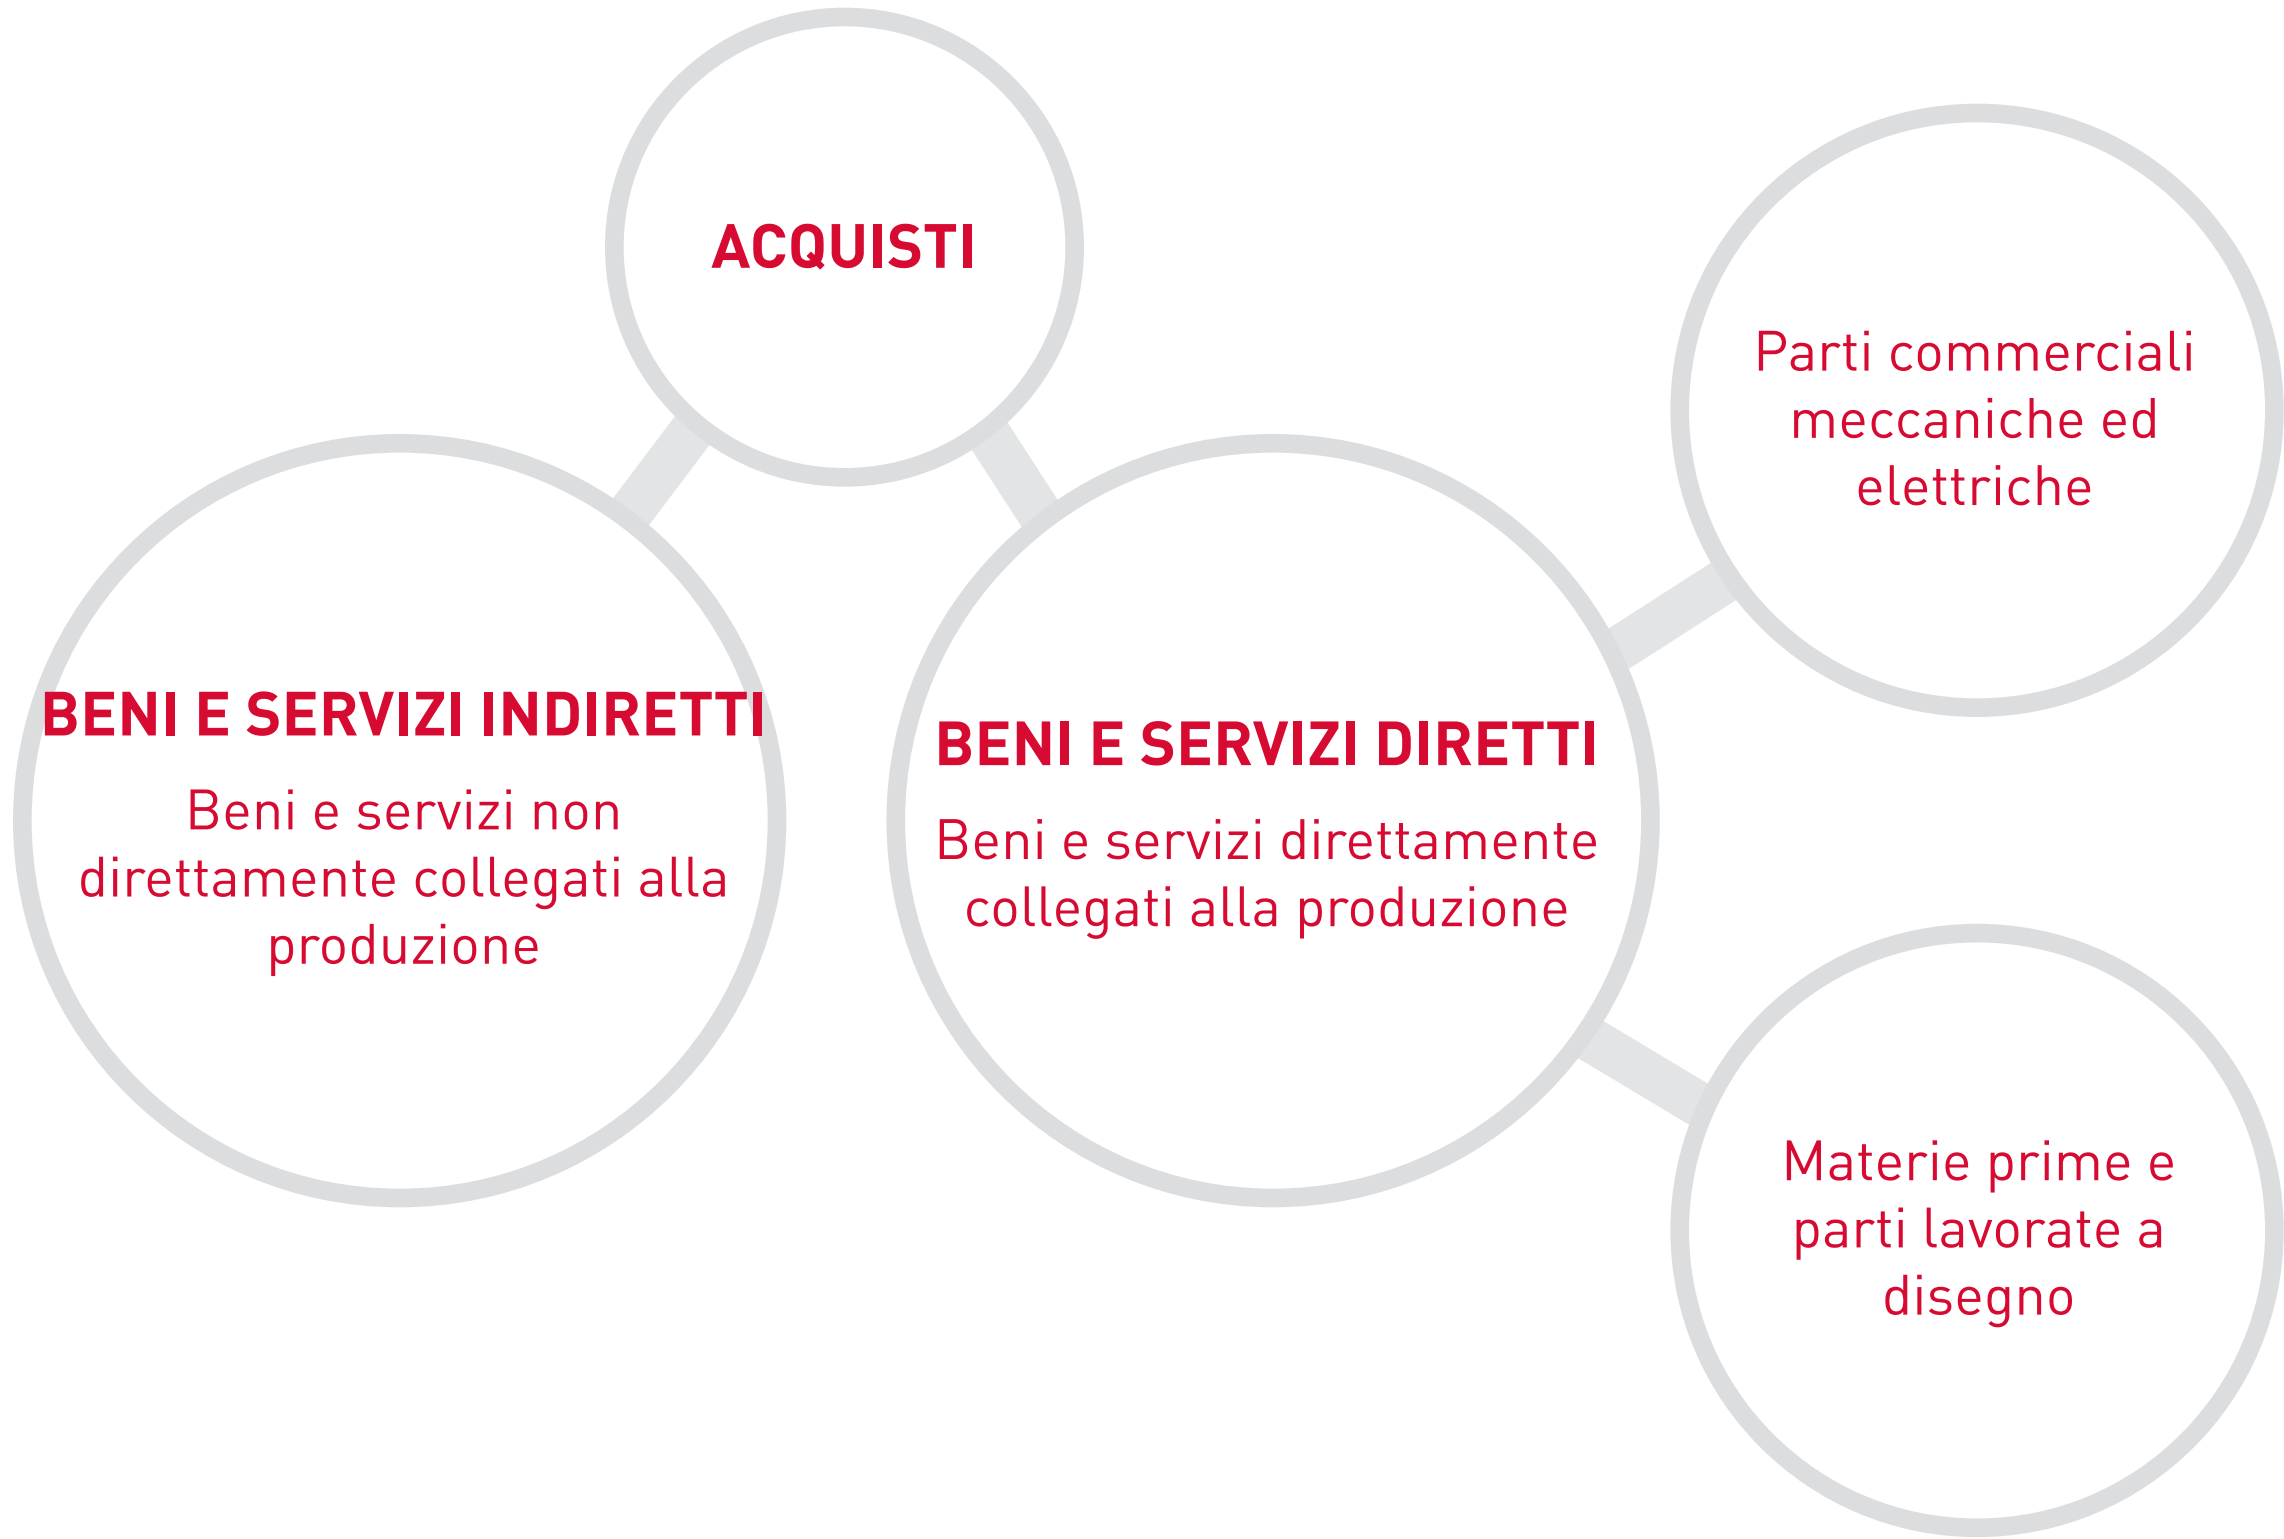 ACQUISTI
BENI E SERVIZI INDIRETTI
Beni e servizi non
direttamente collegati alla
produzione
BENI E SERVIZI DIRETTI
Beni e servizi direttamente
collegati alla produzione
Parti commerciali
meccaniche ed
elettriche
Materie prime e
parti lavorate a
disegno